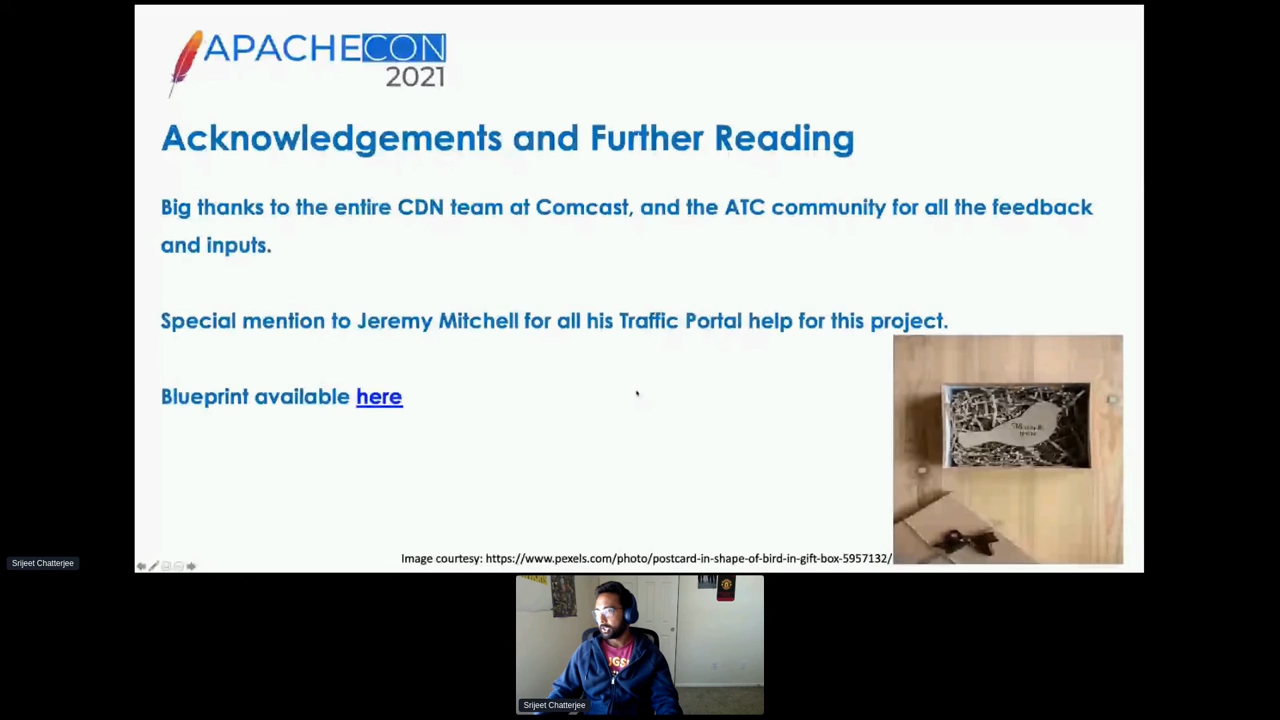 APACHECON
2021
Acknowledgements and Further Reading
Big thanks to the entire CDN team at Comcast, and the ATC community for all the feedback
and inputs.
Special mention to Jeremy Mitchell for all his Traffic Portal help for this project.
Blueprint available here
Thank
you
Image courtesy: https://www.pexels.com/photo/postcard-in-shape-of-bird-in-gift-box-5957132/
Srijeet Chatterjee
Srijeet Chatterjee